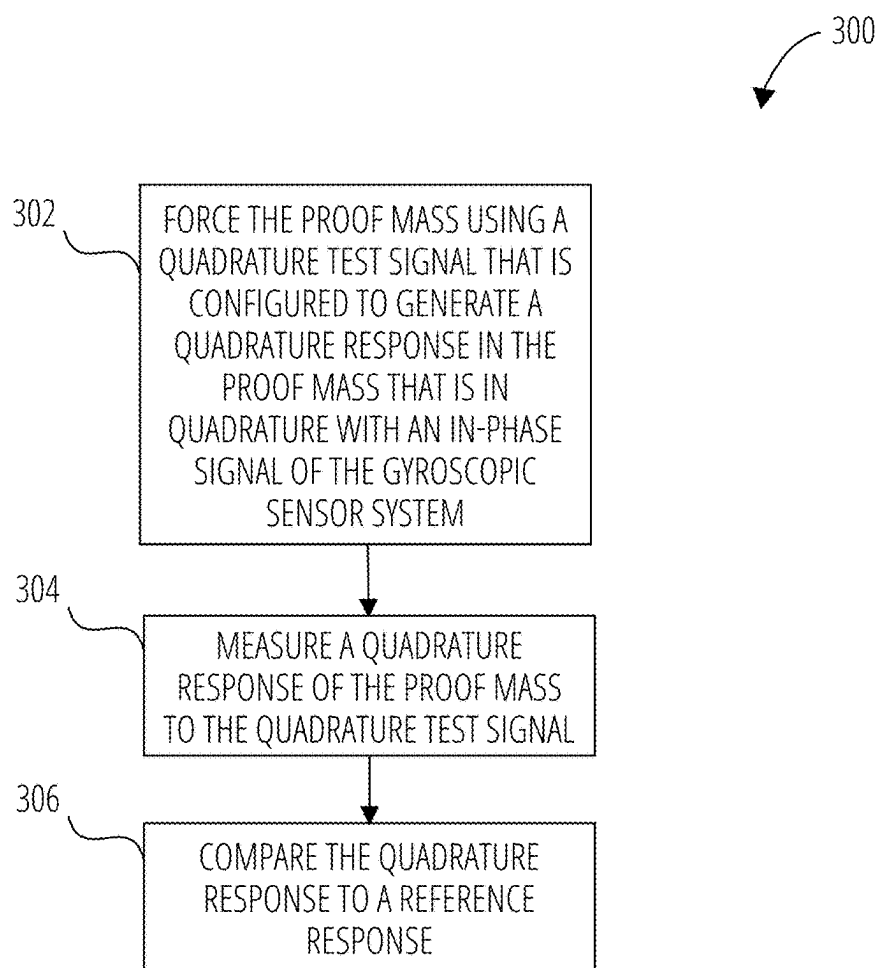 300
302
FORCE THE PROOF MASS USING A
QUADRATURE TEST SIGNAL THAT IS
CONFIGURED TO GENERATE A
QUADRATURE RESPONSE IN THE
PROOF MASS THAT IS IN
QUADRATURE WITH AN IN-PHASE
SIGNAL OF THE GYROSCOPIC
SENSOR SYSTEM
304
MEASURE A QUADRATURE
RESPONSE OF THE PROOF MASS
TO THE QUADRATURE TEST SIGNAL
306
COMPARE THE QUADRATURE
RESPONSE TO A REFERENCE
RESPONSE